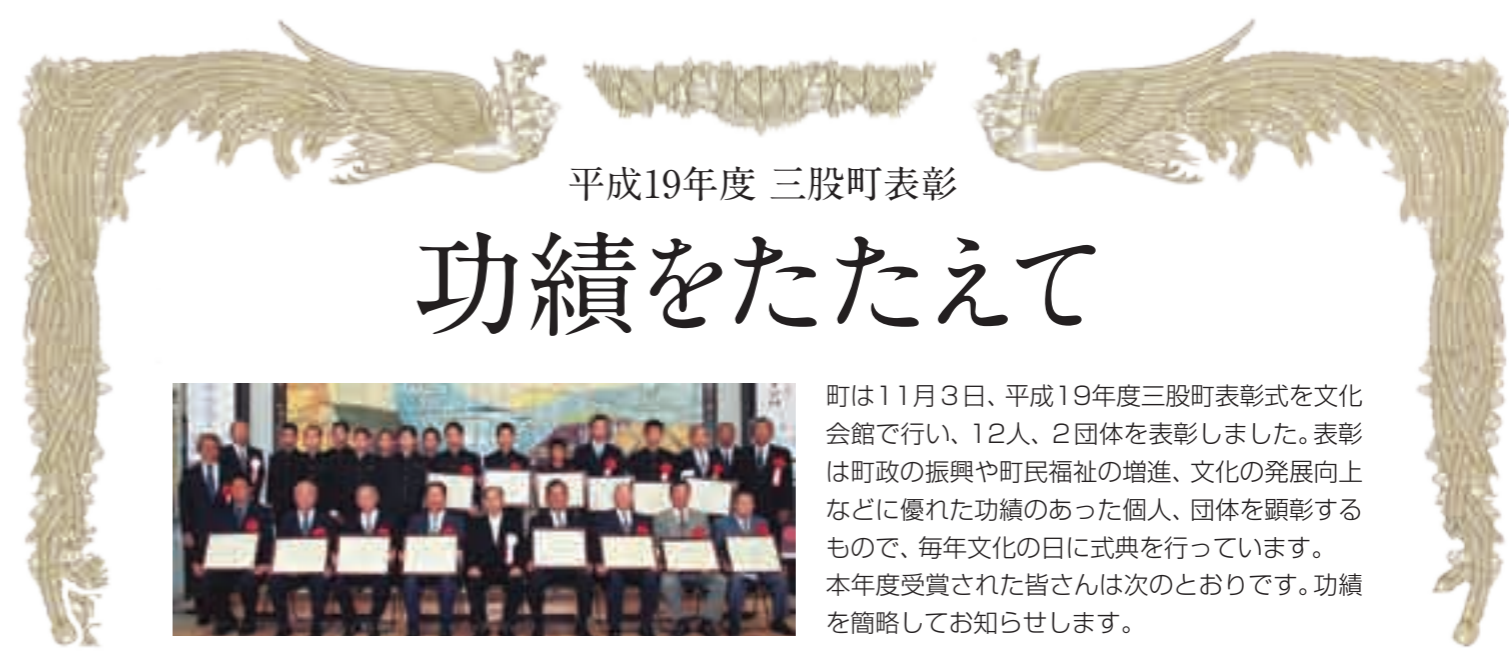 平成19年度 三股町表彰
功績をたたえて
町は11月3日、平成19年度三股町表彰式を文化
会館で行い、12人、2団体を表彰しました。表彰
は町政の振興や町民福祉の増進、文化の発展向上
などに優れた功績のあった個人、団体を顕彰する
もので、毎年文化の日に式典を行っています。
本年度受賞された皆さんは次のとおりです。功績
を簡略してお知らせします。